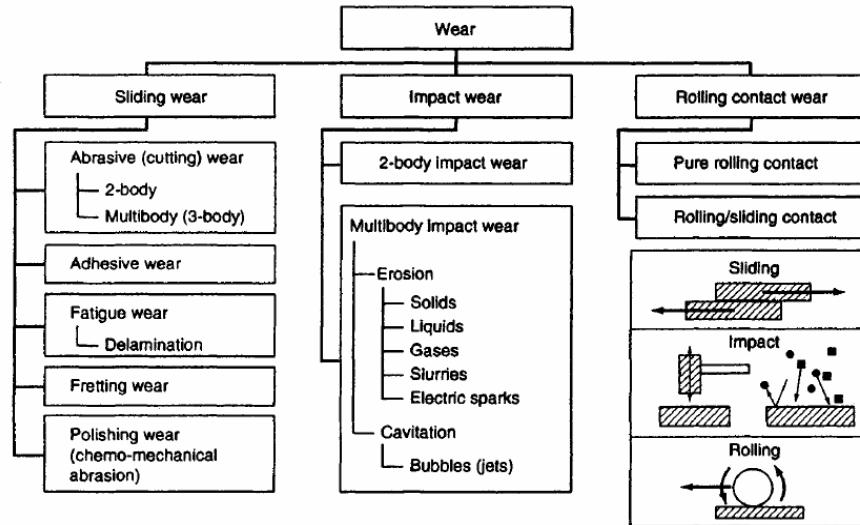 Wear
Sliding wear
Impact wear
Rolling contact wear
Abrasive (cutting) wear
2-body
Multibody (3-body)
Adhesive wear
Fatigue wear
Delamination
Fretting wear
Polishing wear
(chemo-mechanical
abrasion)
2-body impact wear
Multibody Impact wear
Erosion
Solids
Liquids
Gases
Slurries
Electric sparks
Cavitation
Bubbles (jets)
Pure rolling contact
Rolling/sliding contact
Sliding
Impact
Rolling